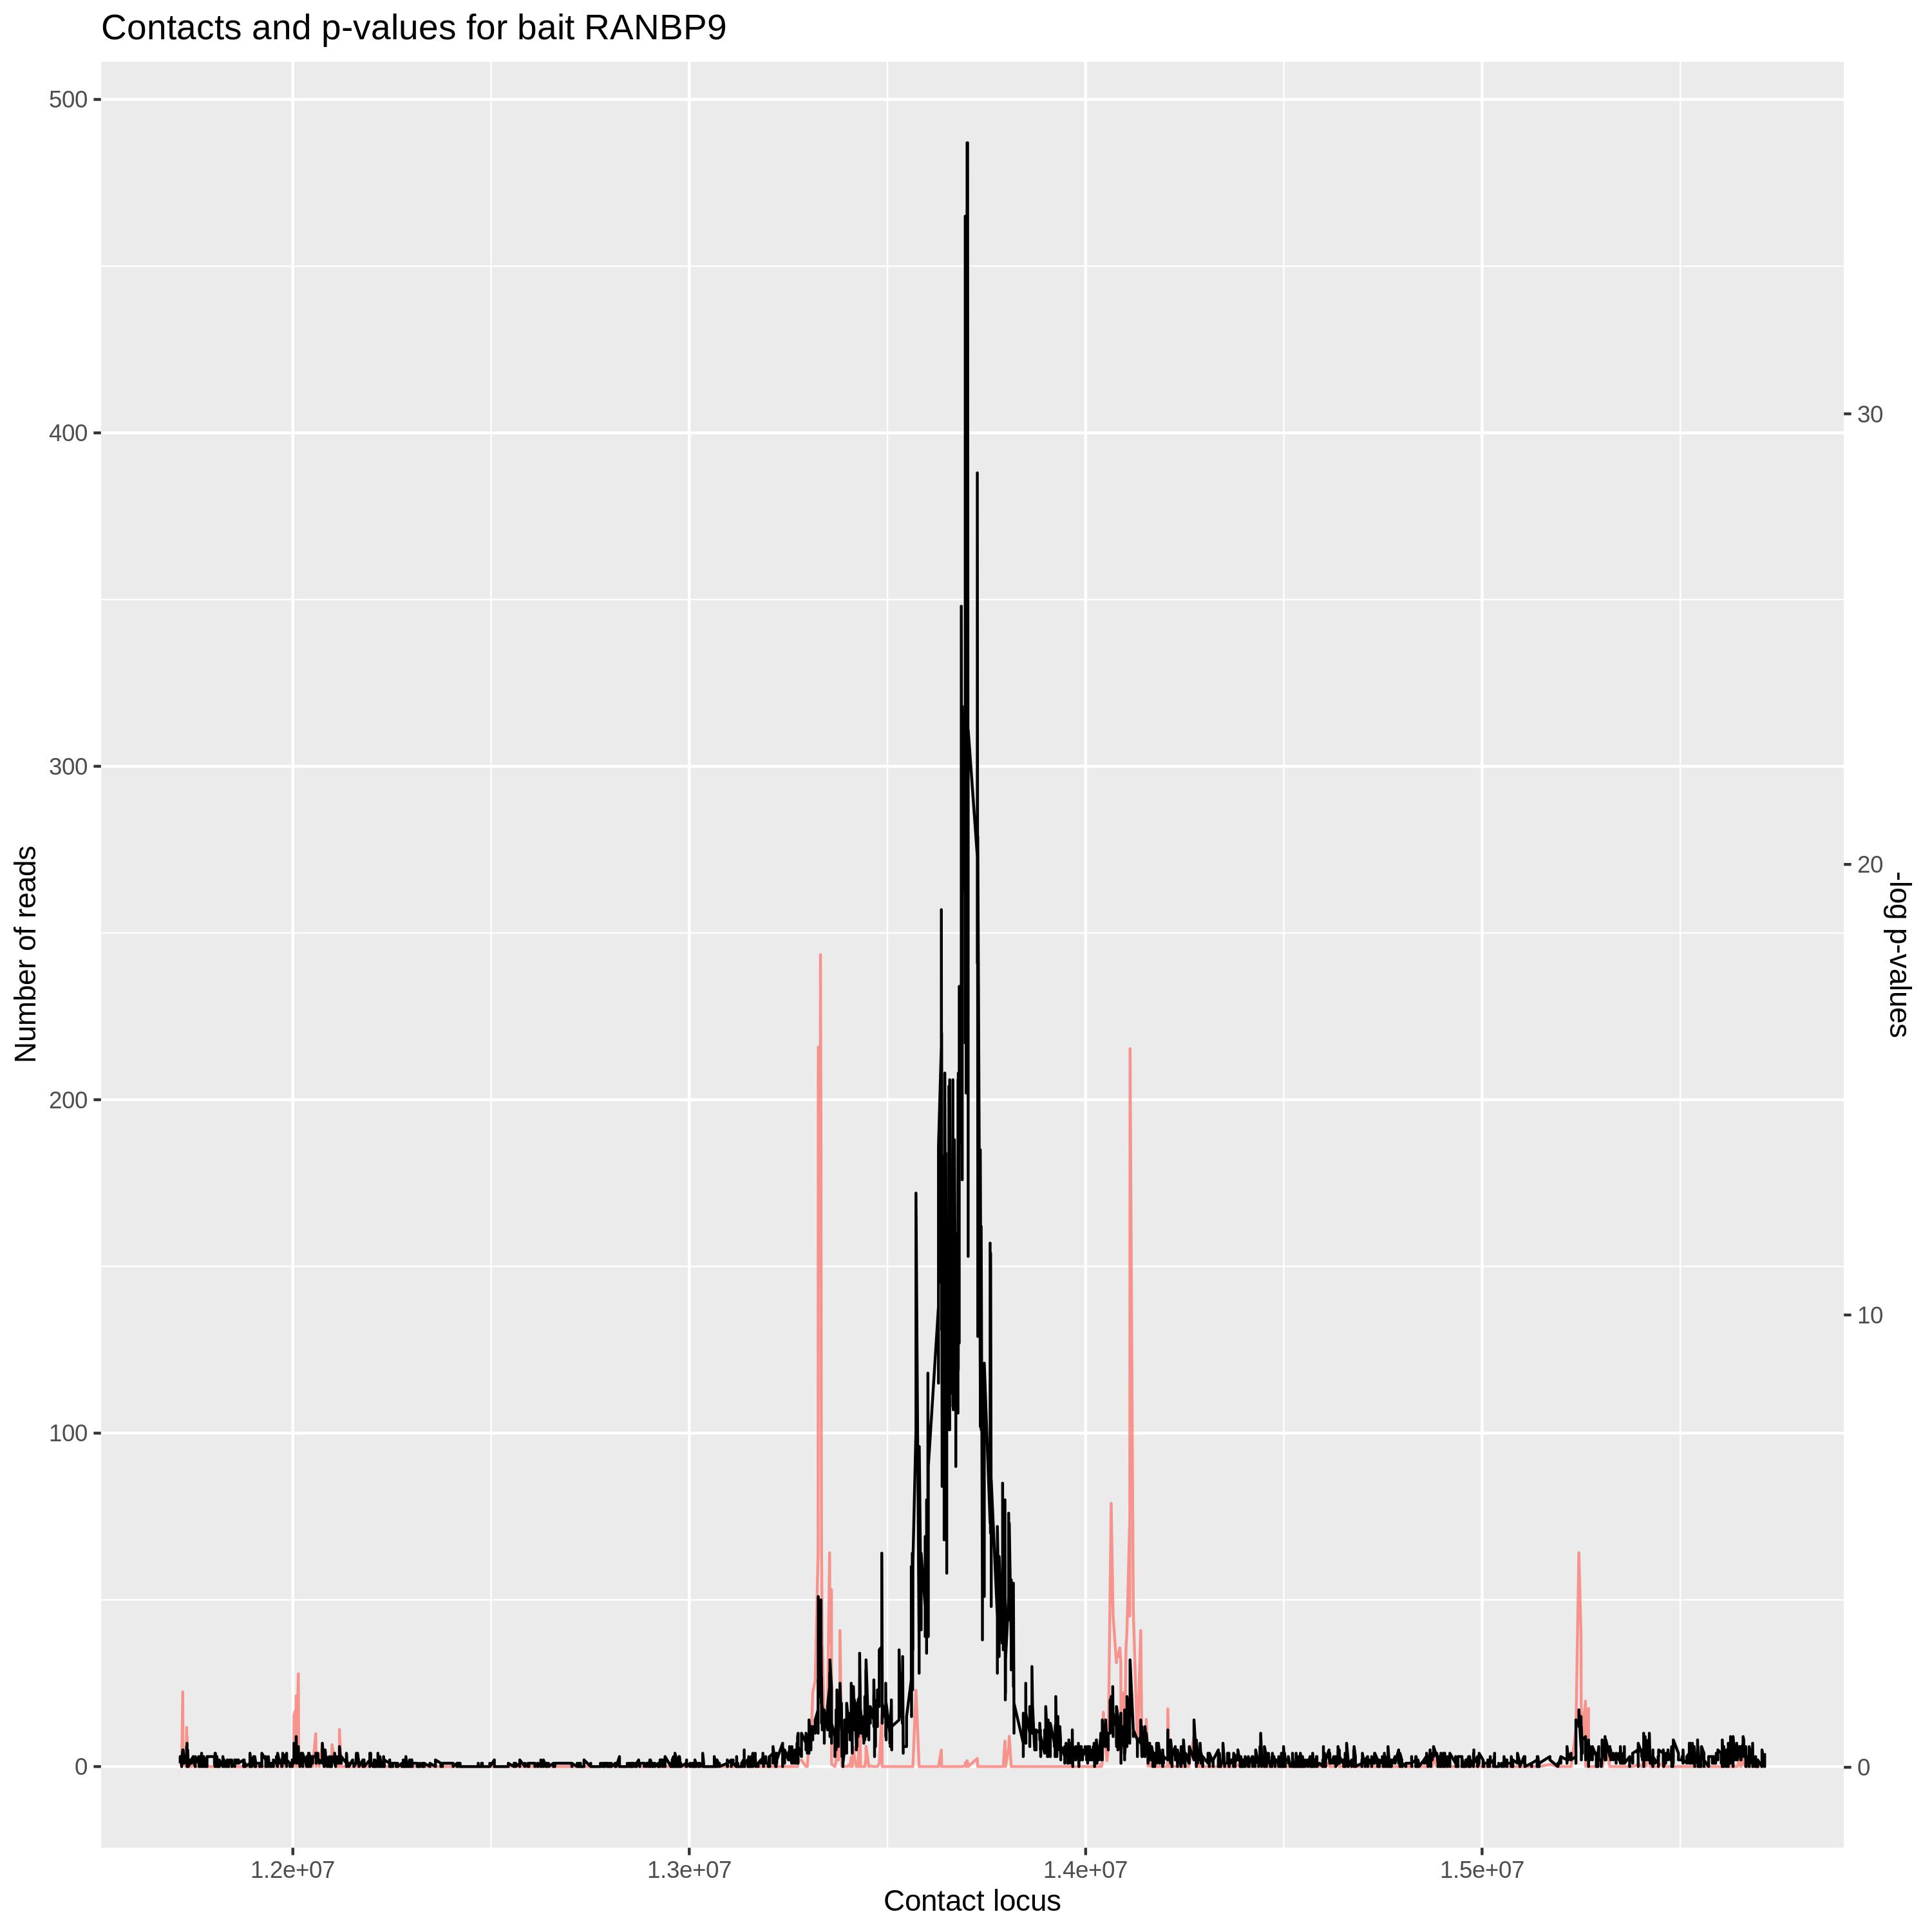 Contacts and p-values for bait RANBP9
500
400
300
200
100
0
Number of reads
30
20
10
0
-log p-values
1.2e+07
1.3e+07
1.4e+07
1.5e+07
Contact locus